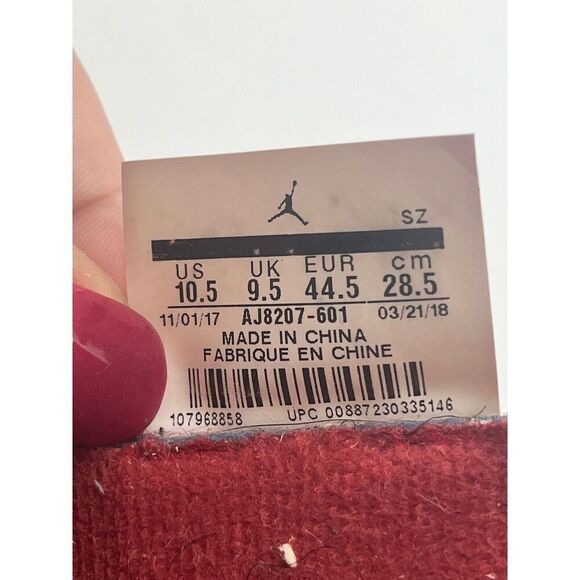 SZ
US UK EUR cm
10.5 9.5 44.5 28.5
11/01/17 AJ8207-601 03/21/18
MADE IN CHINA
FABRIQUE EN CHINE
107968858 UPC 00887230335146